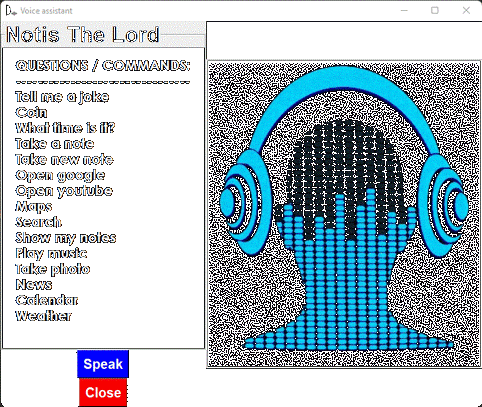 Voice assistant
Notis The Lord
QUESTIONS / COMMANDS:
----------------------------
Tell me a joke
Coin
What time is it?
Take a note
Take new note
Open google
Open youtube
Maps
Search
Show my notes
Play music
Take photo
News
Calendar
Weather
Speak
Close